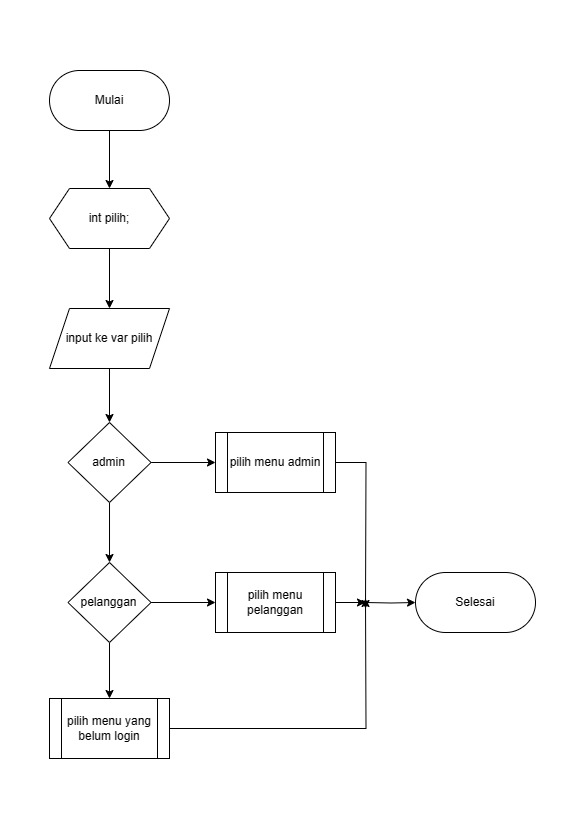 Mulai
int pilih;
input ke var pilih
admin
pilih menu admin
pelanggan
pilih menu
pelanggan
Selesai
pilih menu yang
belum login